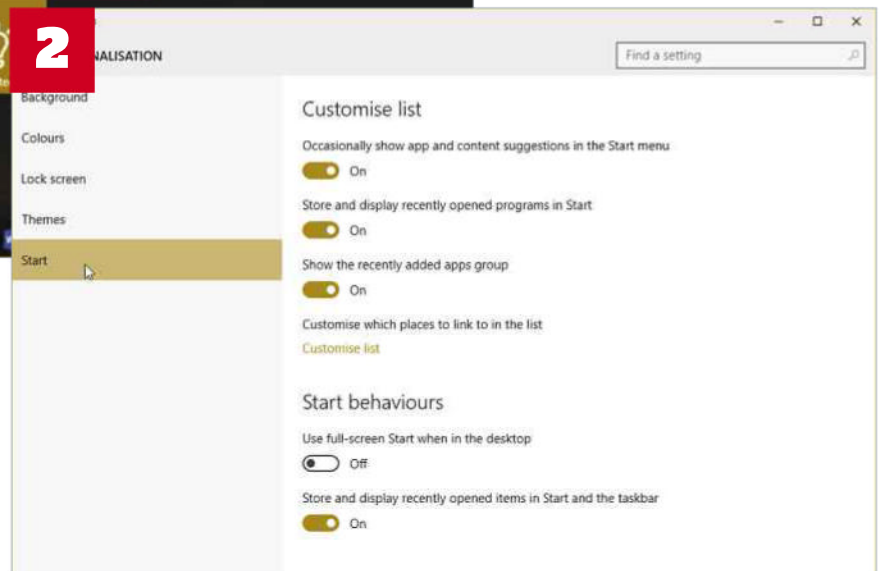 2
NALISATION
Find a setting
Background
Colours
Lock screen
Themes
Start
Customise list
Occasionally show app and content suggestions in the Start menu
On
Store and display recently opened programs in Start
On
Show the recently added apps group
On
Customise which places to link to in the list
Customise list
Start behaviours
Use full-screen Start when in the desktop
Off
Store and display recently opened items in Start and the taskbar
On